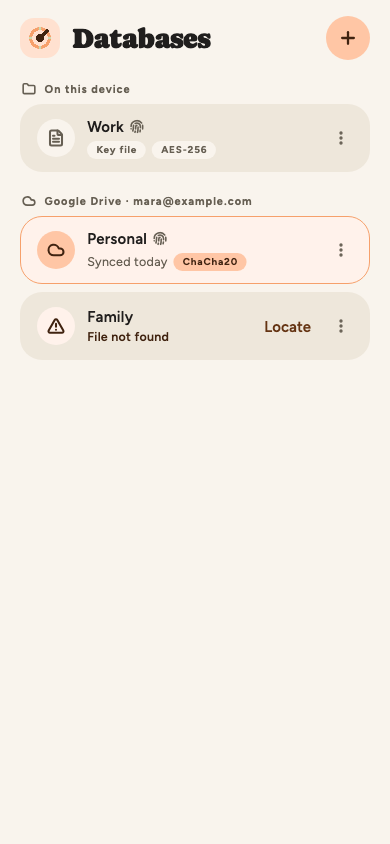 Databases
On this device
Work
Key file AES-256
Google Drive · mara@example.com
Personal
Synced today ChaCha20
Family
File not found
Locate